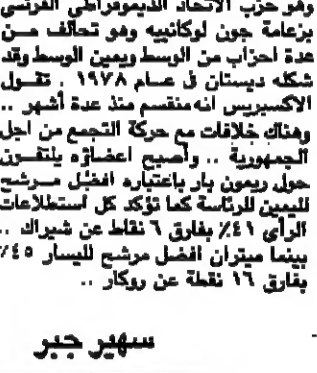 وهو حزب الاتحاد الديموقراطي الفرنسي
بزعامة جون لوكانييه وهو تحالف من
عدة احزاب من الوسط ويمين الوسط وقد
شكله ديستان في عام ١٩٧٨ . تقول
الاكسبريس انه منقسم منذ عدة أشهر ..
وهناك خلافات مع حركة التجمع من اجل
الجمهورية .. وأصبح اعضاؤه يلتفون
حول ريمون بار باعتباره افضل مرشح
لليمين للرئاسة كما تؤكد كل استطلاعات
الرأى ٤١٪ بفارق ٦ نقاط عن شيراك ..
بينما ميتران افضل مرشح لليسار ٤٥٪
بفارق ١٦ نقطة عن روكار ..
سهير جبر